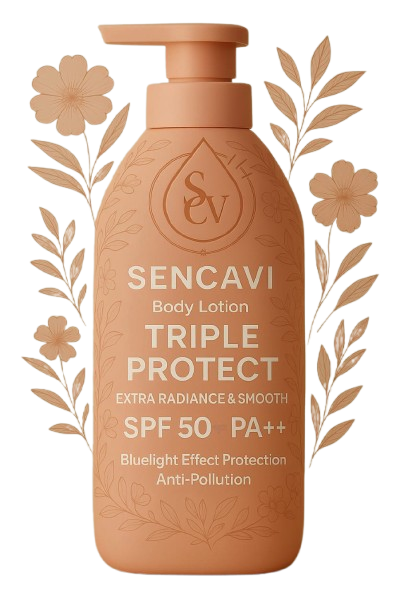 SCV
SENCAVI
Body Lotion
TRIPLE
PROTECT
EXTRA RADIANCE & SMOOTH
SPF 50 PA++
Bluelight Effect Protection
Anti-Pollution